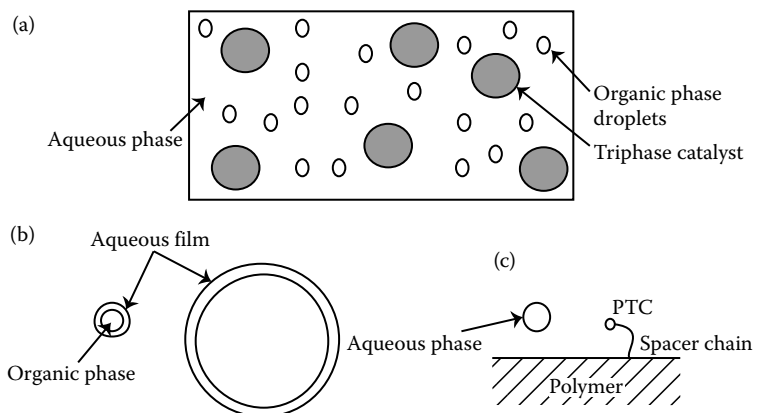 (a)
Aqueous phase
Organic phase
droplets
Triphase catalyst
(b)
Aqueous film
Organic phase
(c)
Aqueous phase
PTC
Spacer chain
Polymer